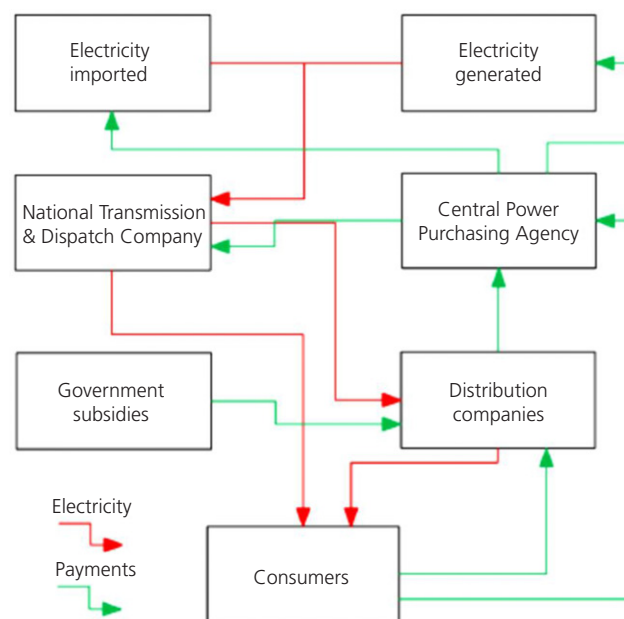 Electricity
imported
Electricity
generated
National Transmission
& Dispatch Company
Central Power
Purchasing Agency
Government
subsidies
Distribution
companies
Electricity
Payments
Consumers